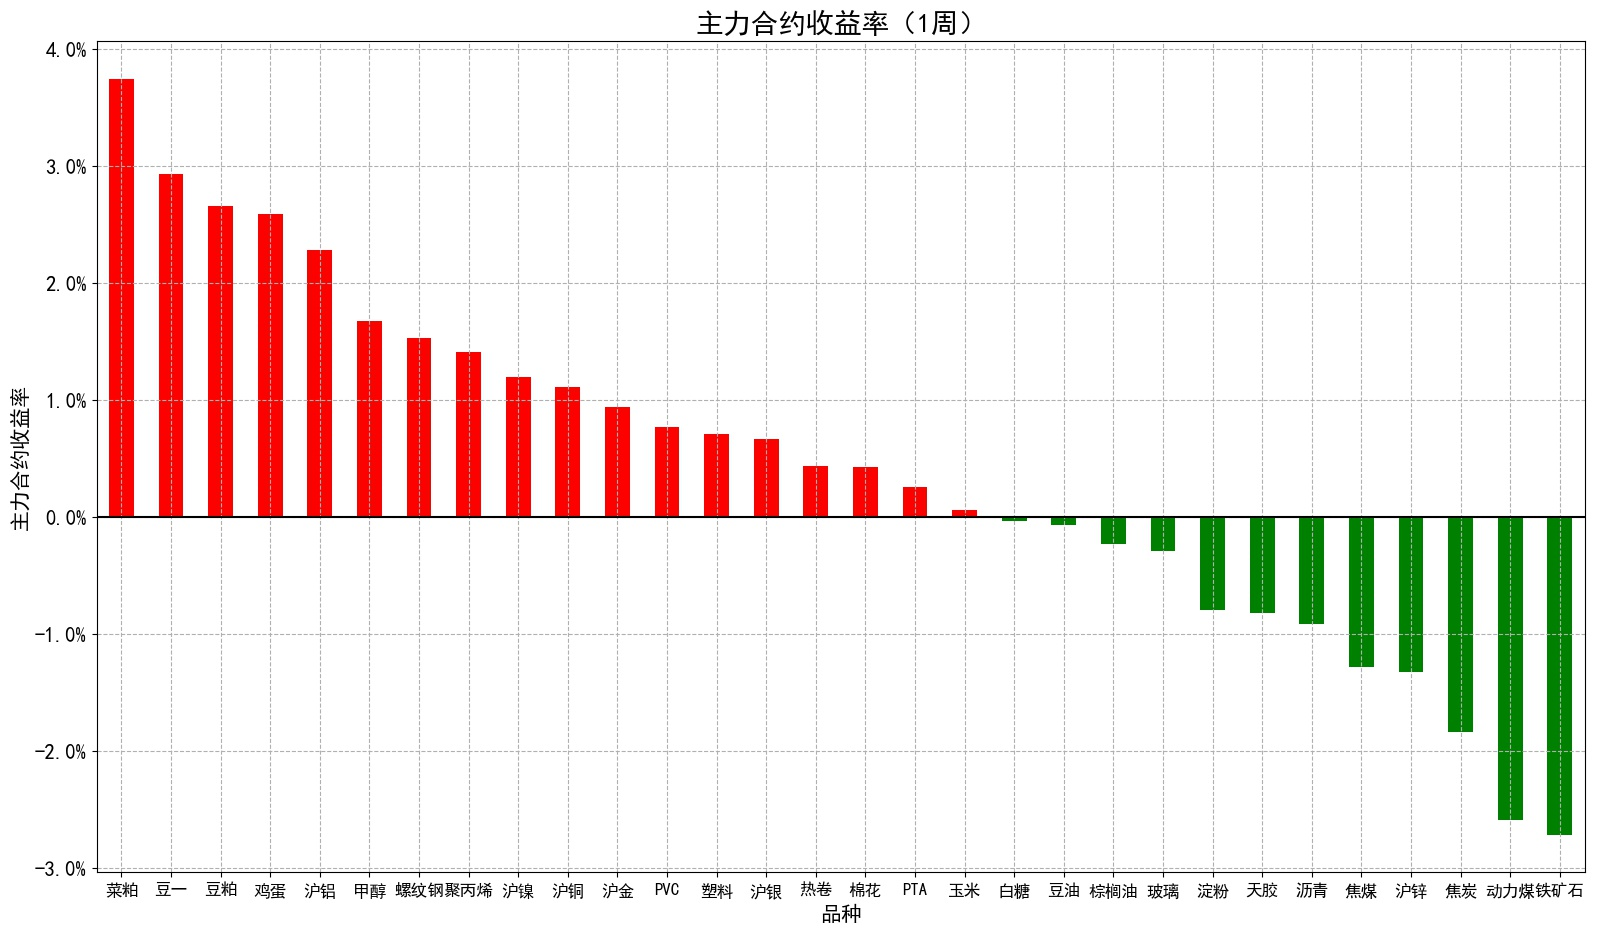 主力合约收益率（1周）
主力合约收益率
4.0%
3.0%
2.0%
1.0%
0.0%
−1.0%
−2.0%
−3.0%
菜粕 豆一 豆粕 鸡蛋 沪铝 甲醇 螺纹钢 聚丙烯 沪镍 沪铜 沪金 PVC 塑料 沪银 热卷 棉花 PTA 玉米 白糖 豆油 棕榈油 玻璃 淀粉 天胶 沥青 焦煤 沪锌 焦炭 动力煤 铁矿石
品种